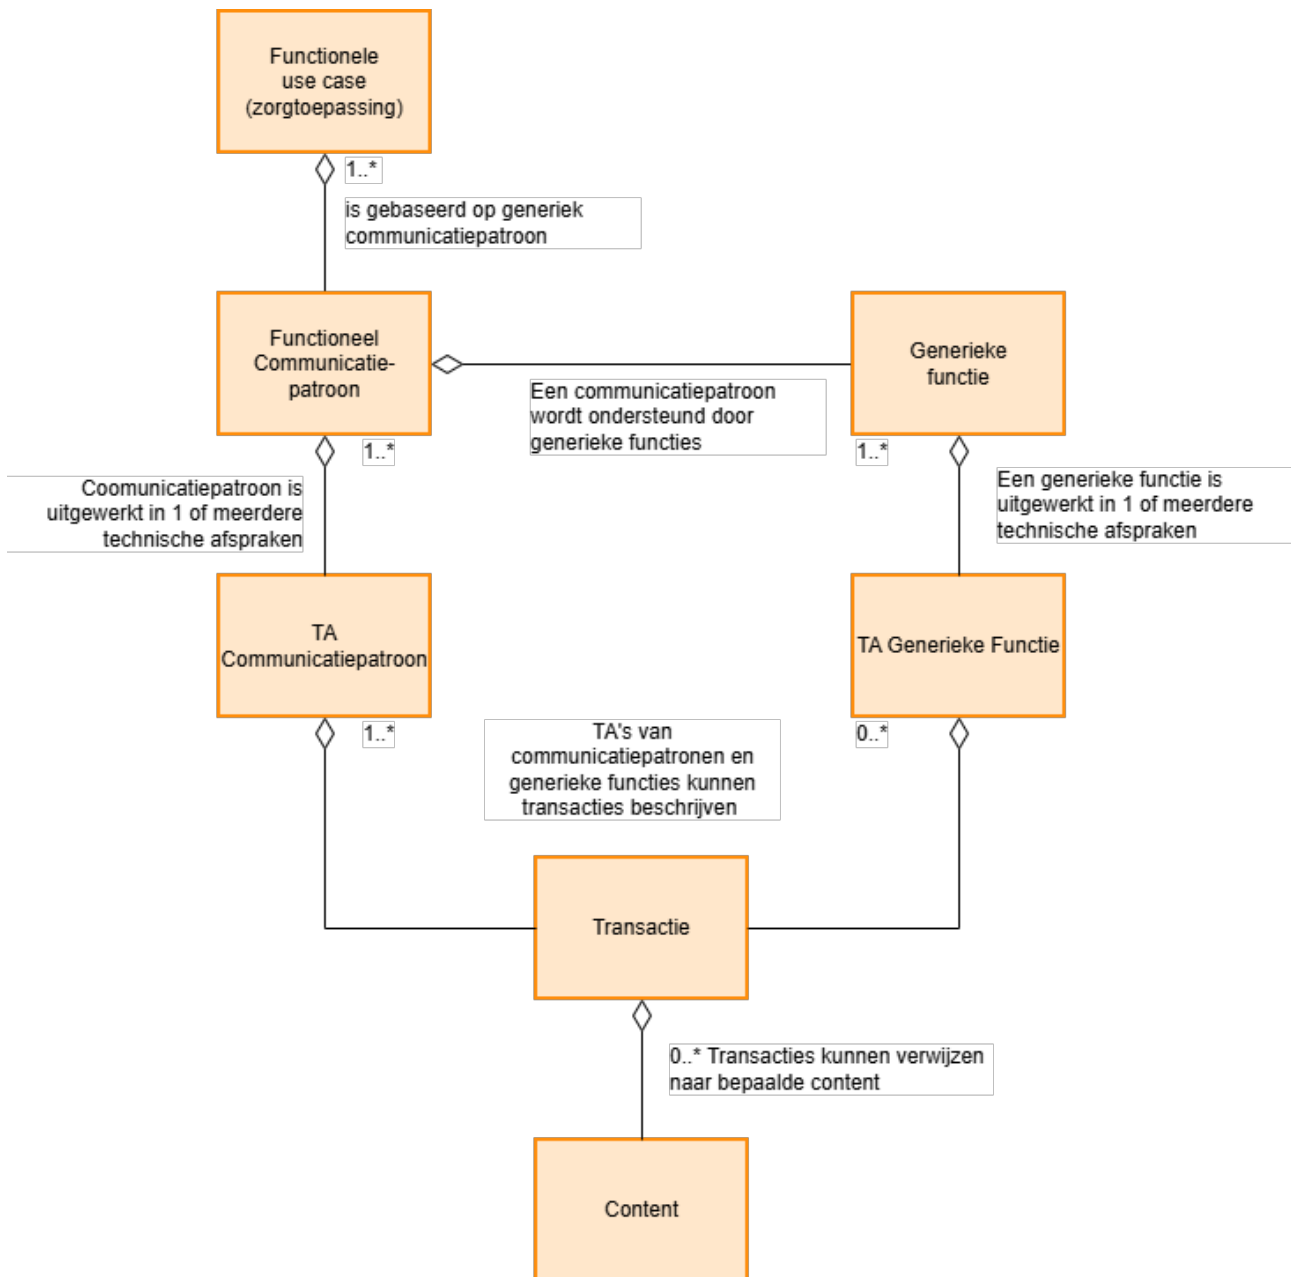 Functionele
use case
(zorgtoepassing)
1..*
is gebaseerd op generiek
communicatiepatroon
Functioneel
Communicatie-
patroon
Generieke
functie
Een communicatiepatroon
wordt ondersteund door
generieke functies
1..*
1..*
Coomunicatiepatroon is
uitgewerkt in 1 of meerdere
technische afspraken
Een generieke functie is
uitgewerkt in 1 of meerdere
technische afspraken
TA
Communicatiepatroon
TA Generieke Functie
1..*
TA's van
communicatiepatronen en
generieke functies kunnen
transacties beschrijven
0..*
Transactie
0..* Transacties kunnen verwijzen
naar bepaalde content
Content